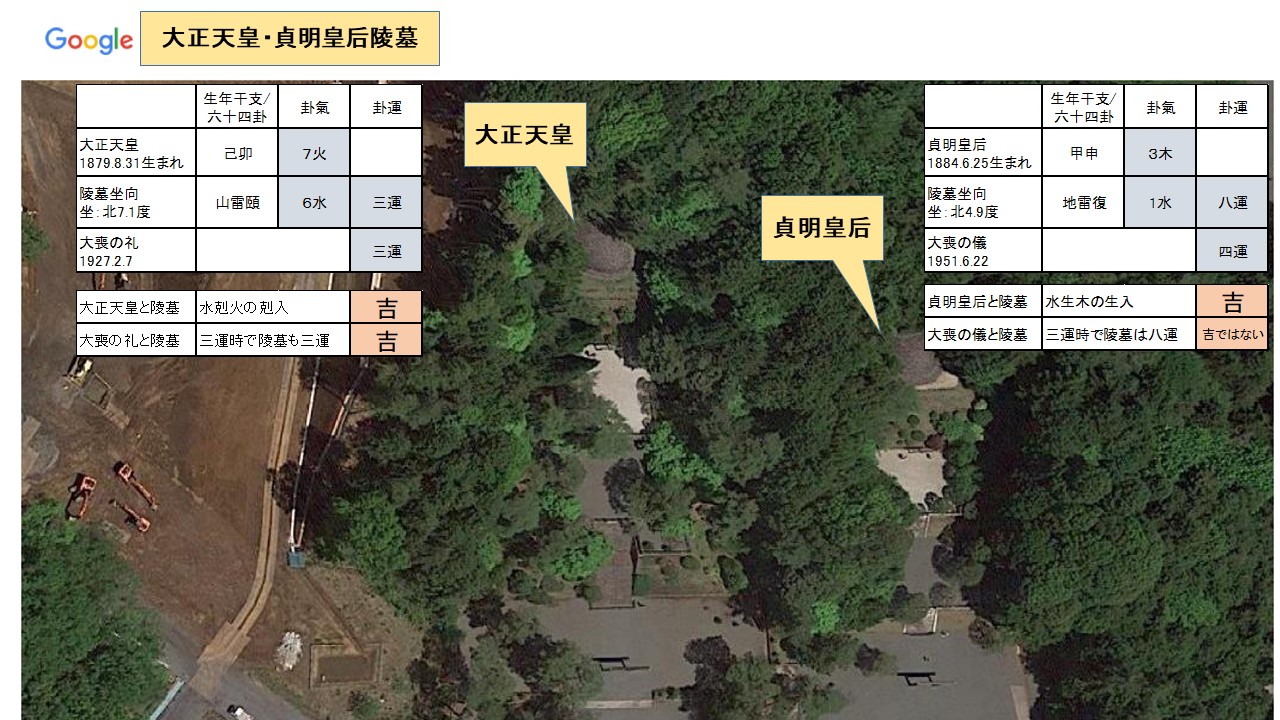 Google
大正天皇・貞明皇后陵墓
生年干支/
六十四卦
卦氣
卦運
大正天皇
1879.8.31生まれ
己卯
7火
陵墓坐向
坐:北7.1度
山雷頤
6水
三運
大喪の礼
1927.2.7
三運
大正天皇と陵墓
水剋火の剋入
吉
大喪の礼と陵墓
三運時で陵墓も三運
吉
大正天皇
貞明皇后
生年干支/
六十四卦
卦氣
卦運
貞明皇后
1884.6.25生まれ
甲申
3木
陵墓坐向
坐:北4.9度
地雷復
1水
八運
大喪の儀
1951.6.22
四運
貞明皇后と陵墓
水生木の生入
吉
大喪の儀と陵墓
三運時で陵墓は八運
吉ではない